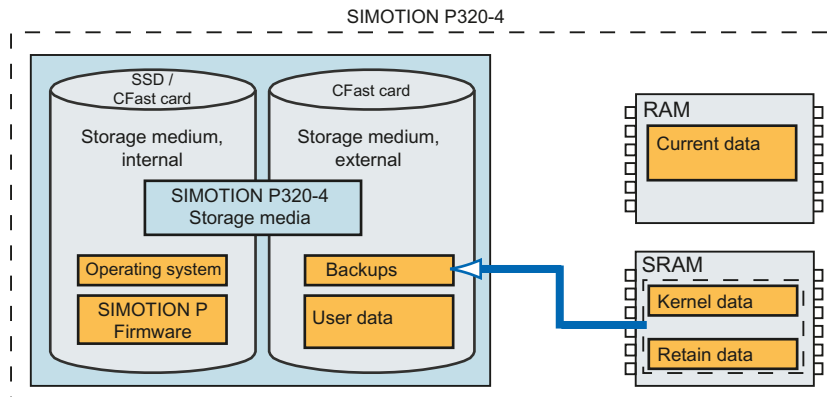 SIMOTION P320-4
SSD /
CFast card
CFast card
Storage medium,
internal
Storage medium,
external
SIMOTION P320-4
Storage media
Operating system
SIMOTION P
Firmware
Backups
User data
RAM
Current data
SRAM
Kernel data
Retain data